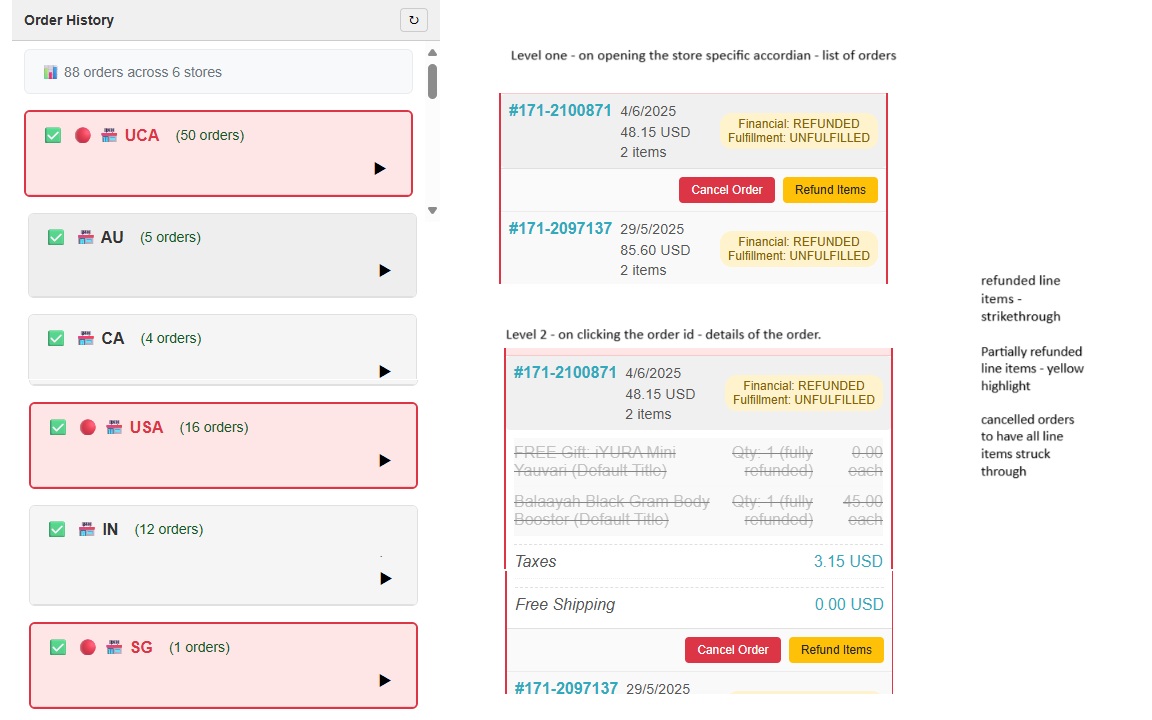 Order History
↻
88 orders across 6 stores
UCA (50 orders)
AU (5 orders)
CA (4 orders)
USA (16 orders)
IN (12 orders)
SG (1 orders)
Level one - on opening the store specific accordian - list of orders
#171-2100871 4/6/2025
48.15 USD
2 items
Financial: REFUNDED
Fulfillment: UNFULFILLED
Cancel Order Refund Items
#171-2097137 29/5/2025
85.60 USD
2 items
Financial: REFUNDED
Fulfillment: UNFULFILLED
Level 2 - on clicking the order id - details of the order.
#171-2100871 4/6/2025
48.15 USD
2 items
Financial: REFUNDED
Fulfillment: UNFULFILLED
FREE Gift: iYURA Mini Qty: 1 (fully 0.00
Yauvari (Default Title) refunded) each
Balaayah Black Gram Body Qty: 1 (fully 45.00
Booster (Default Title) refunded) each
Taxes 3.15 USD
Free Shipping 0.00 USD
Cancel Order Refund Items
#171-2097137 29/5/2025
refunded line
items -
strikethrough
Partially refunded
line items - yellow
highlight
cancelled orders
to have all line
items struck
through